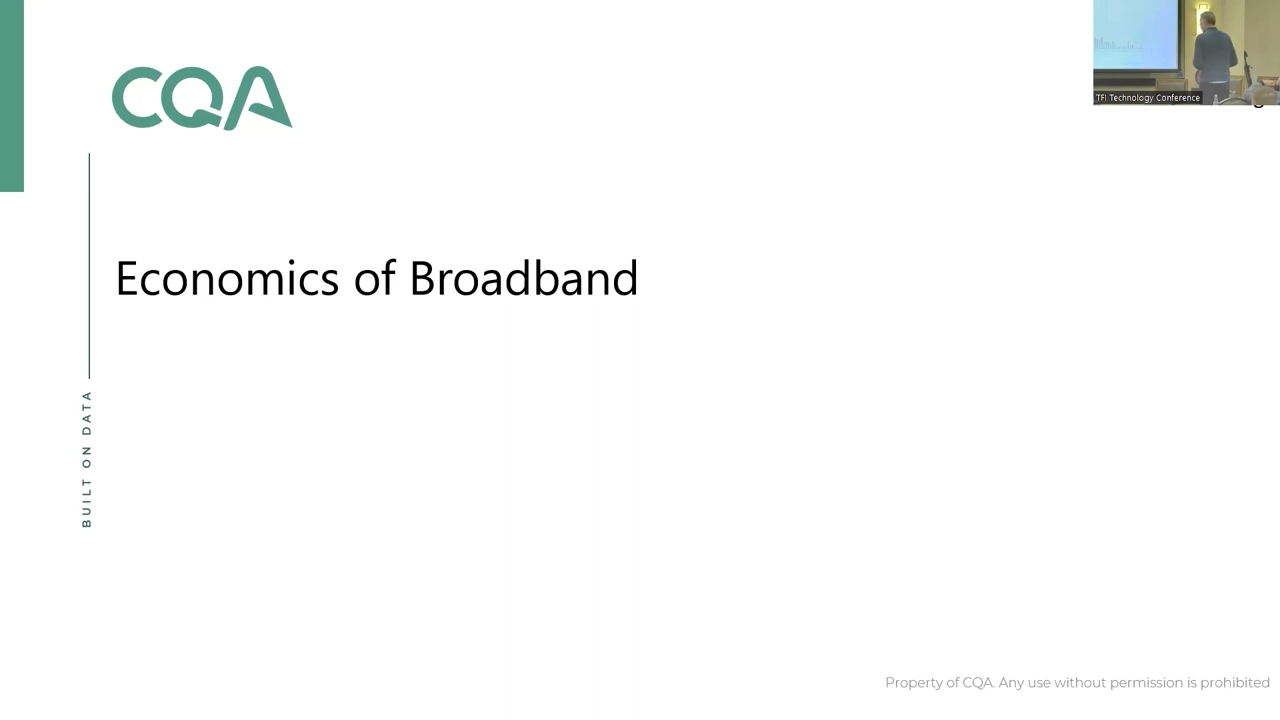 CQA
TFI Technology Conference
Economics of Broadband
BUILT ON DATA
Property of CQA. Any use without permission is prohibited